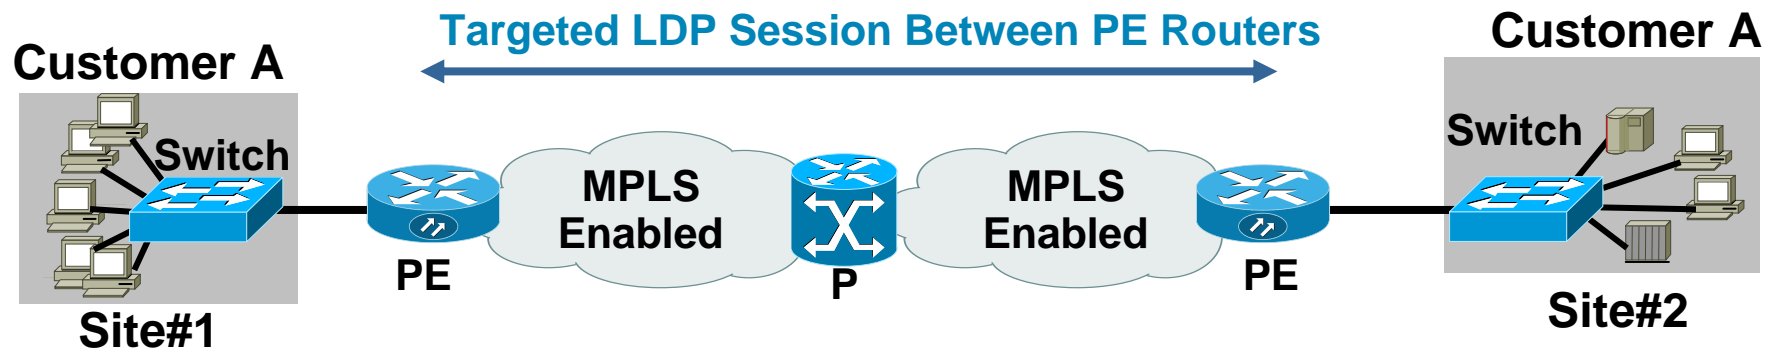 Targeted LDP Session Between PE Routers
Customer A
Customer A
Switch
Switch
MPLS
Enabled
MPLS
Enabled
PE
P
PE
Site#1
Site#2